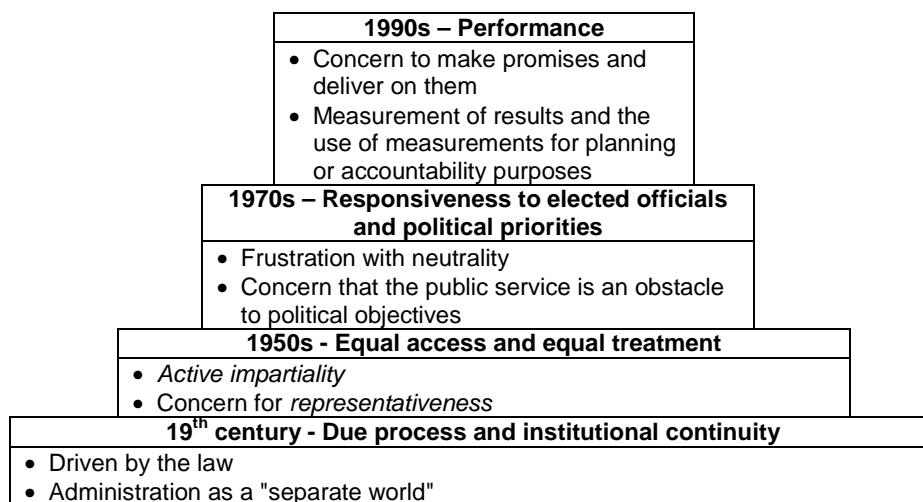 1990s – Performance
• Concern to make promises and
deliver on them
• Measurement of results and the
use of measurements for planning
or accountability purposes
1970s – Responsiveness to elected officials
and political priorities
• Frustration with neutrality
• Concern that the public service is an obstacle
to political objectives
1950s - Equal access and equal treatment
• Active impartiality
• Concern for representativeness
19th century - Due process and institutional continuity
• Driven by the law
• Administration as a "separate world"